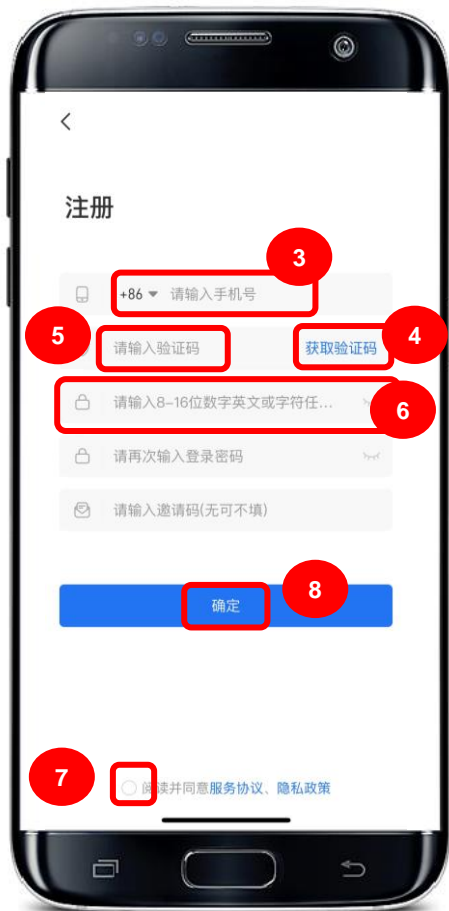 注册
3
+86 请输入手机号
5
请输入验证码
获取验证码
4
请输入8-16位数字英文或字符任...
6
请再次输入登录密码
请输入邀请码(无可不填)
确定
8
7
阅读并同意服务协议、隐私政策